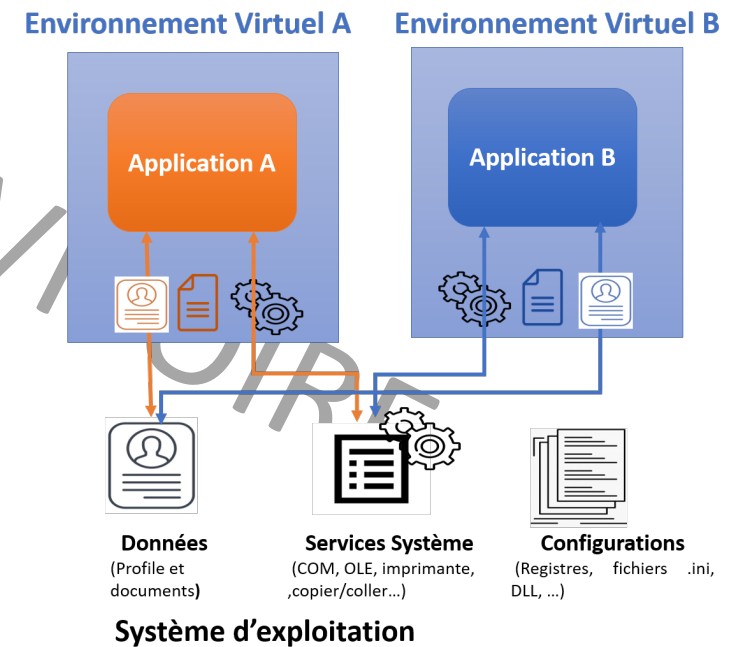 Environnement Virtuel A
Environnement Virtuel B
Application A
Application B
Données
(Profile et
documents)
Services Système
(COM, OLE, imprimante,
,copier/coller…)
Configurations
(Registres, fichiers .ini,
DLL, …)
Système d’exploitation